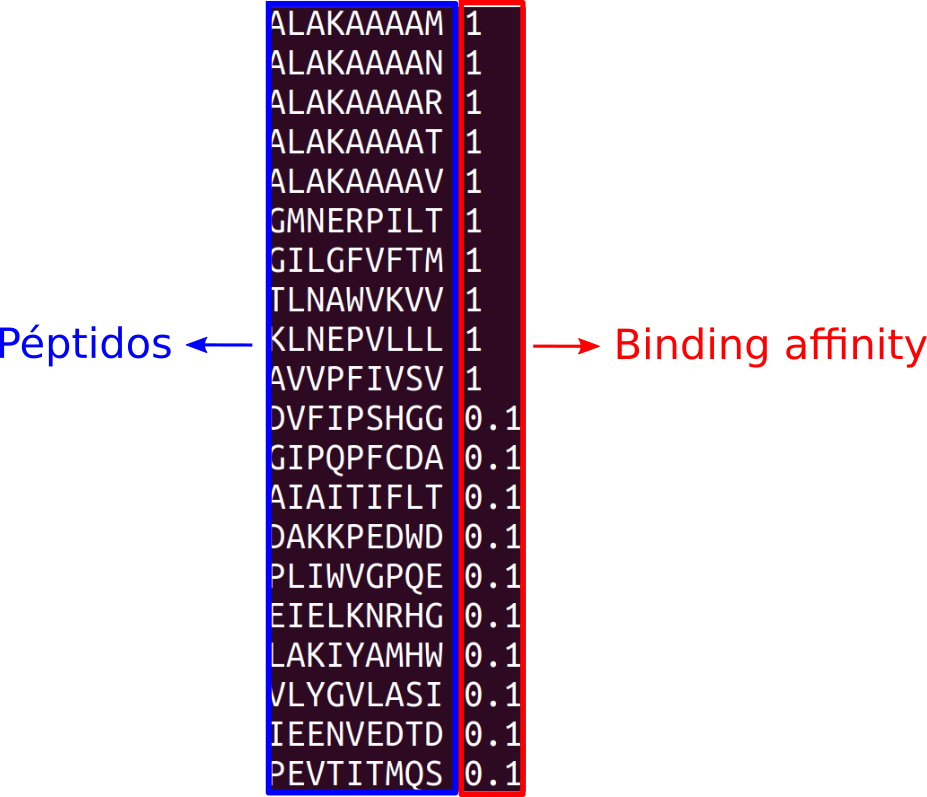 ALAKAAAAM 1
ALAKAAAAN 1
ALAKAAAAR 1
ALAKAAAAT 1
ALAKAAAAV 1
GMNERPILT 1
GILGFVFTM 1
TLNAWVKVV 1
KLNEPVLLL 1
AVVPFIVSV 1
DVFIPSHGG 0.1
GIPQPFCDA 0.1
AIAITIFLT 0.1
DAKKPEDWD 0.1
PLIWVGPQE 0.1
EIELKNRHG 0.1
LAKIYAMHW 0.1
VLYGVLASI 0.1
IEENVEDTD 0.1
PEVTITMQS 0.1
Péptidos
Binding affinity